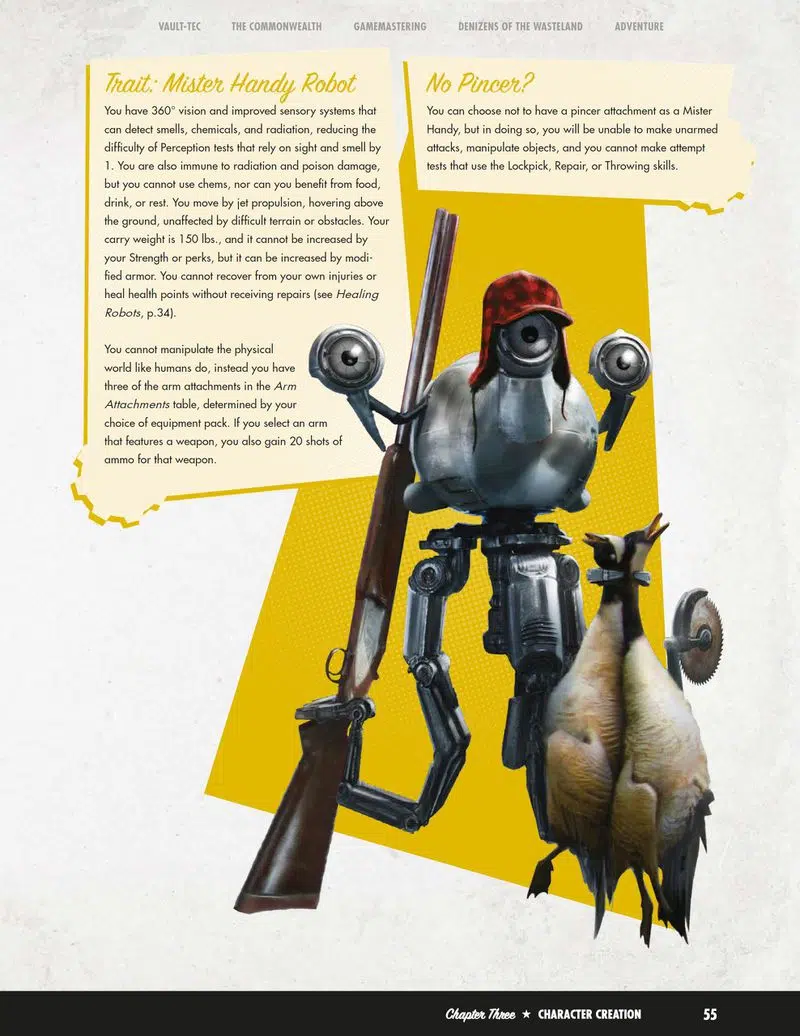 VAULT-TEC THE COMMONWEALTH GAMEMASTERING DENIZENS OF THE WASTELAND ADVENTURE
Trait: Mister Handy Robot
You have 360° vision and improved sensory systems that
can detect smells, chemicals, and radiation, reducing the
difficulty of Perception tests that rely on sight and smell by
1. You are also immune to radiation and poison damage,
but you cannot use chems, nor can you benefit from food,
drink, or rest. You move by jet propulsion, hovering above
the ground, unaffected by difficult terrain or obstacles. Your
carry weight is 150 lbs., and it cannot be increased by
your Strength or perks, but it can be increased by modi-
fied armor. You cannot recover from your own injuries or
heal health points without receiving repairs (see Healing
Robots, p.34).
You cannot manipulate the physical
world like humans do, instead you have
three of the arm attachments in the Arm
Attachments table, determined by your
choice of equipment pack. If you select an arm
that features a weapon, you also gain 20 shots of
ammo for that weapon.
No Pincer?
You can choose not to have a pincer attachment as a Mister
Handy, but in doing so, you will be unable to make unarmed
attacks, manipulate objects, and you cannot make attempt
tests that use the Lockpick, Repair, or Throwing skills.
Chapter Three ★ CHARACTER CREATION 55